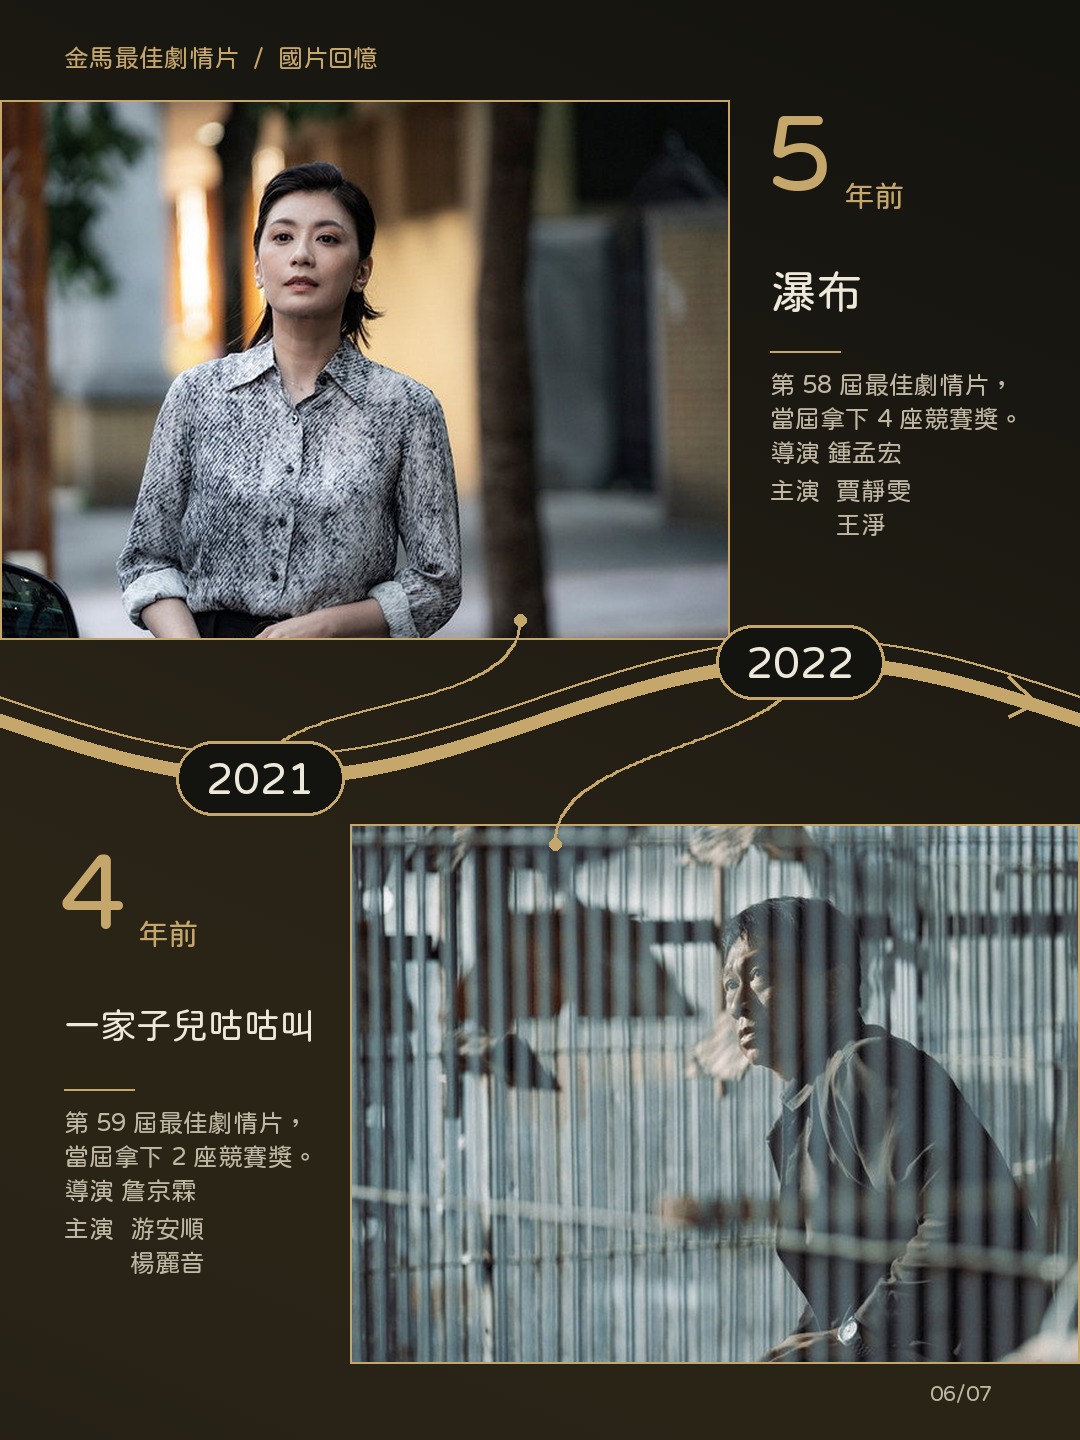 金馬最佳劇情片 / 國片回憶
5 年前
瀑布
第 58 屆最佳劇情片，
當屆拿下 4 座競賽獎。
導演 鍾孟宏
主演 賈靜雯
王淨
2022
2021
4 年前
一家子兒咕咕叫
第 59 屆最佳劇情片，
當屆拿下 2 座競賽獎。
導演 詹京霖
主演 游安順
楊麗音
06/07